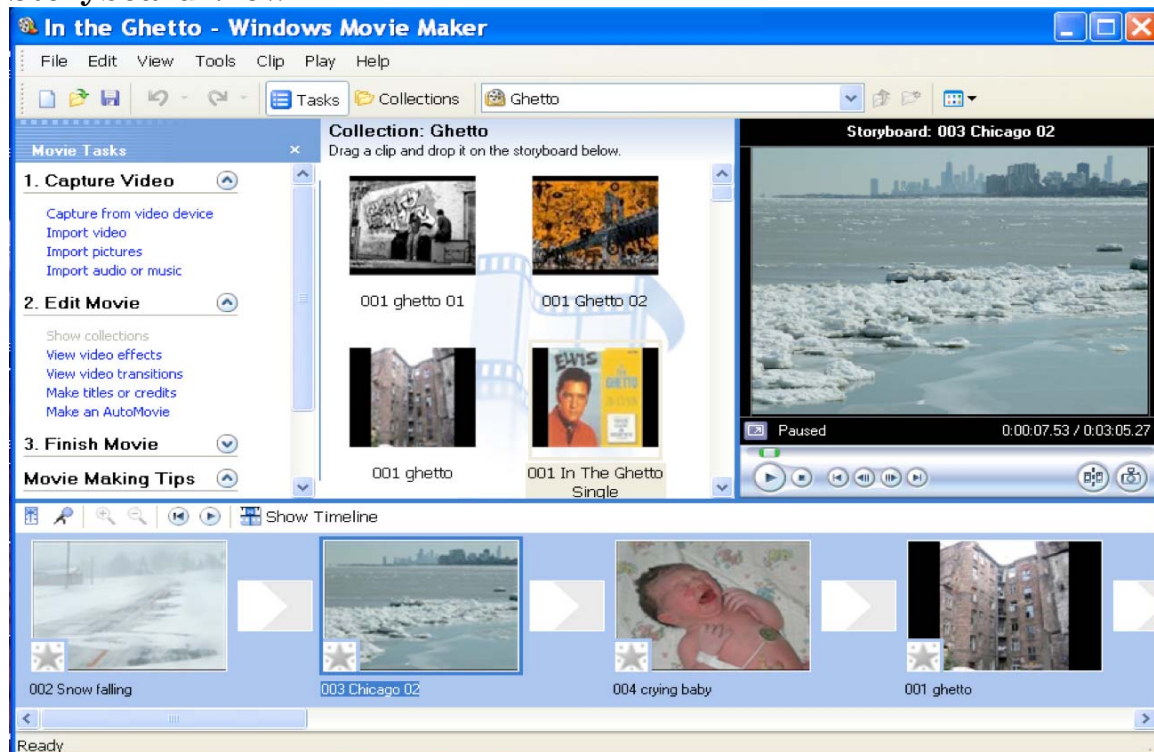 In the Ghetto - Windows Movie Maker
File Edit View Tools Clip Play Help
Tasks Collections Ghetto
Movie Tasks
1. Capture Video
Capture from video device
Import video
Import pictures
Import audio or music
2. Edit Movie
Show collections
View video effects
View video transitions
Make titles or credits
Make an AutoMovie
3. Finish Movie
Movie Making Tips
Collection: Ghetto
Drag a clip and drop it on the storyboard below.
001 ghetto 01
001 Ghetto 02
ELVIS
GHETTO
001 ghetto
001 In The Ghetto
Single
Storyboard: 003 Chicago 02
Paused
0:00:07.53 / 0:03:05.27
Show Timeline
002 Snow falling
003 Chicago 02
004 crying baby
001 ghetto
Ready